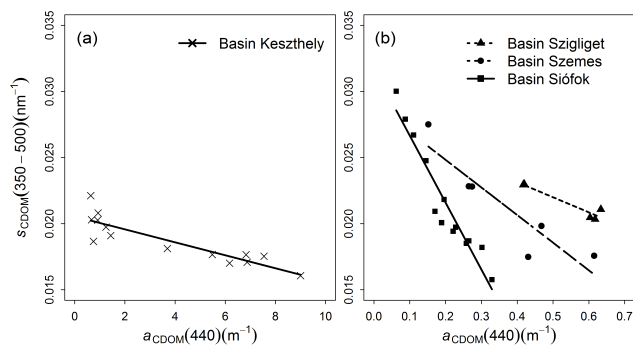 (a)
Basin Keszthely
(b)
Basin Szigliget
Basin Szemes
Basin Siófok
sCDOM(350−500)(nm−1)
0.035
0.030
0.025
0.020
0.015
0.035
0.030
0.025
0.020
0.015
0 2 4 6 8 10
0.0 0.1 0.2 0.3 0.4 0.5 0.6 0.7
aCDOM(440)(m−1)
aCDOM(440)(m−1)